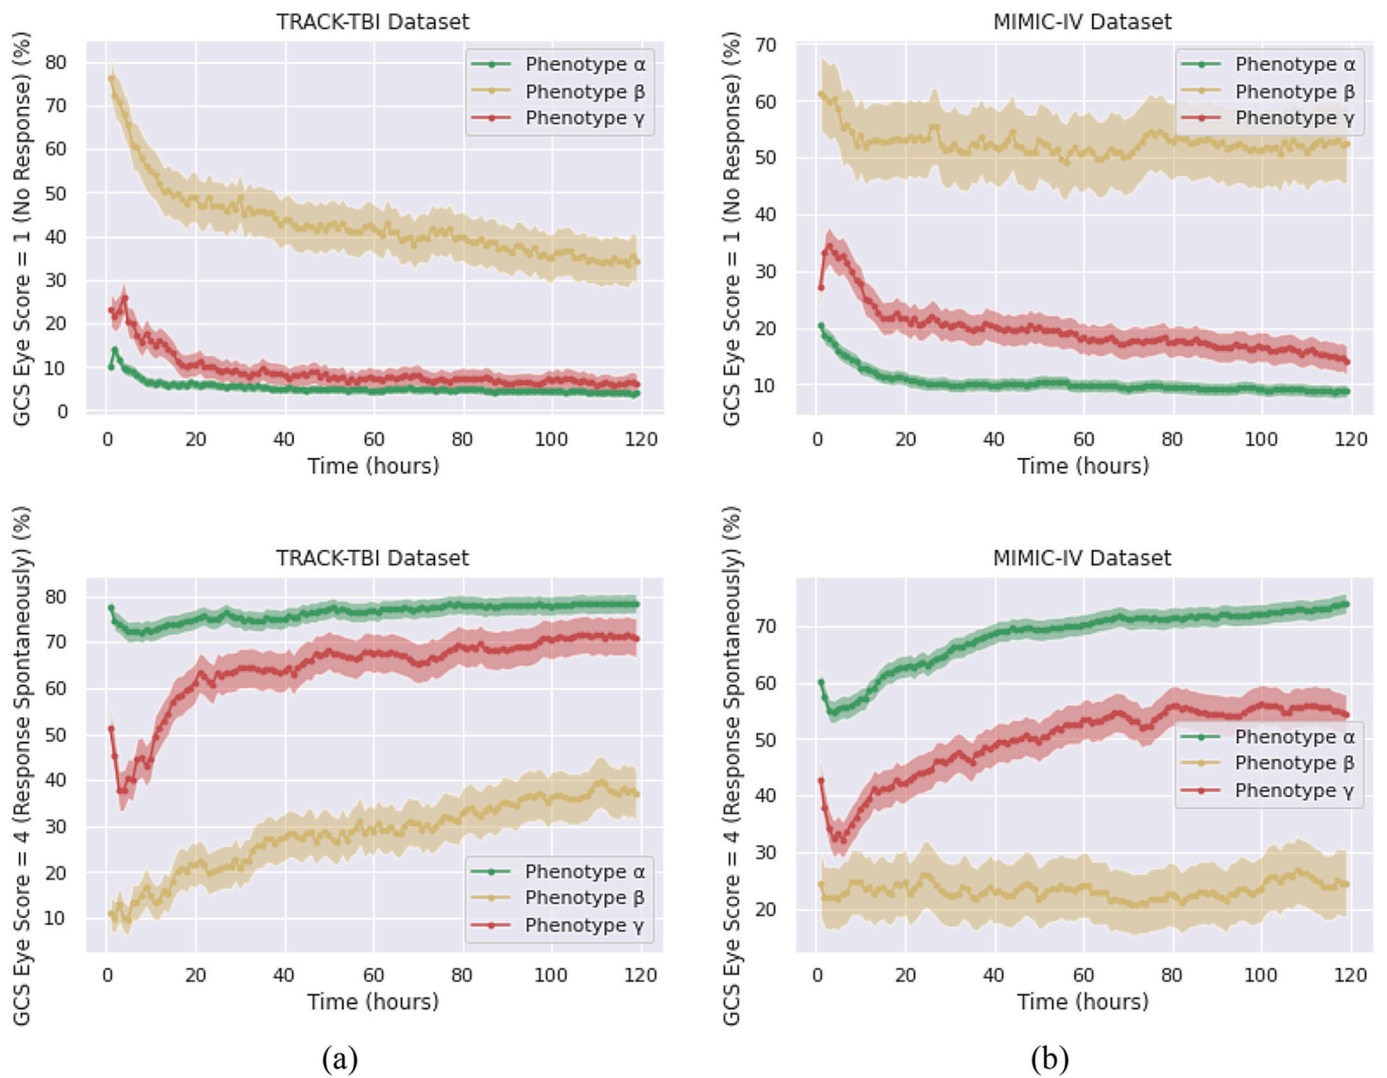 TRACK-TBI Dataset
GCS Eye Score = 1 (No Response) (%)
80
70
60
50
40
30
20
10
0
Phenotype α
Phenotype β
Phenotype γ
0 20 40 60 80 100 120
Time (hours)
MIMIC-IV Dataset
GCS Eye Score = 1 (No Response) (%)
70
60
50
40
30
20
10
Phenotype α
Phenotype β
Phenotype γ
0 20 40 60 80 100 120
Time (hours)
TRACK-TBI Dataset
GCS Eye Score = 4 (Response Spontaneously) (%)
80
70
60
50
40
30
20
10
Phenotype α
Phenotype β
Phenotype γ
0 20 40 60 80 100 120
Time (hours)
MIMIC-IV Dataset
GCS Eye Score = 4 (Response Spontaneously) (%)
70
60
50
40
30
20
Phenotype α
Phenotype β
Phenotype γ
0 20 40 60 80 100 120
Time (hours)
(a)
(b)